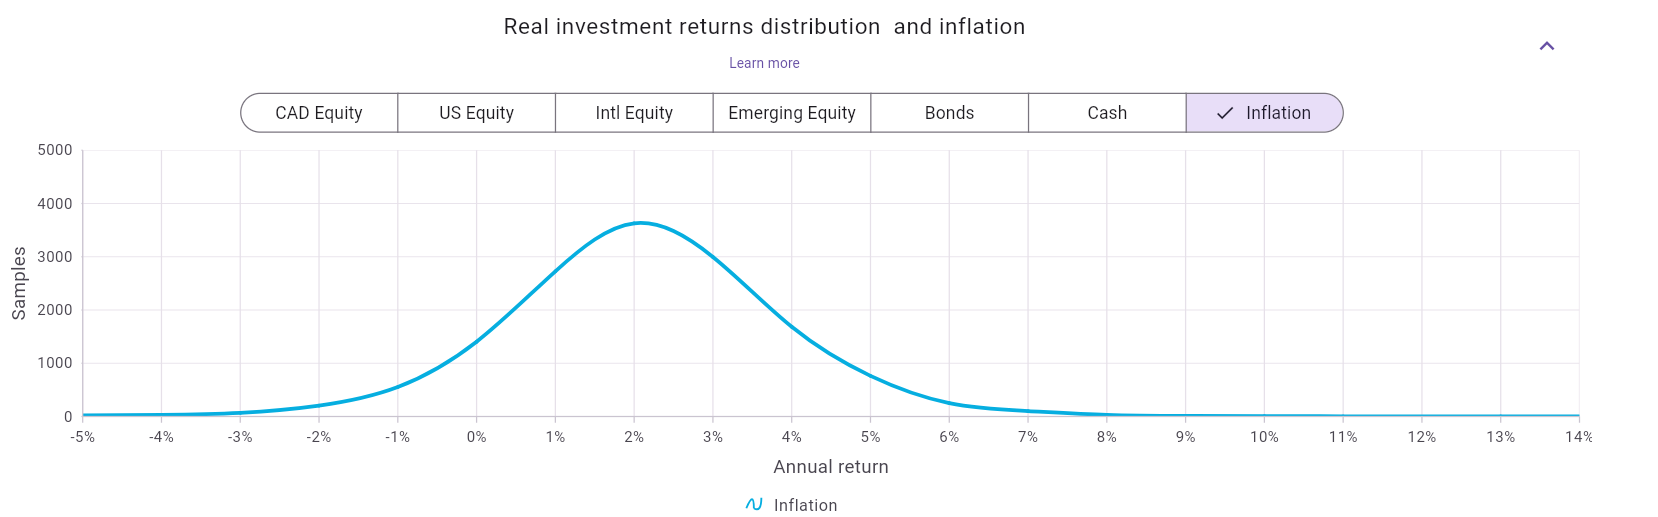 Real investment returns distribution  and inflation
Learn more
CAD Equity US Equity Intl Equity Emerging Equity Bonds Cash Inflation
5000
4000
3000
2000
1000
0
Samples
-5% -4% -3% -2% -1% 0% 1% 2% 3% 4% 5% 6% 7% 8% 9% 10% 11% 12% 13% 14%
Annual return
Inflation